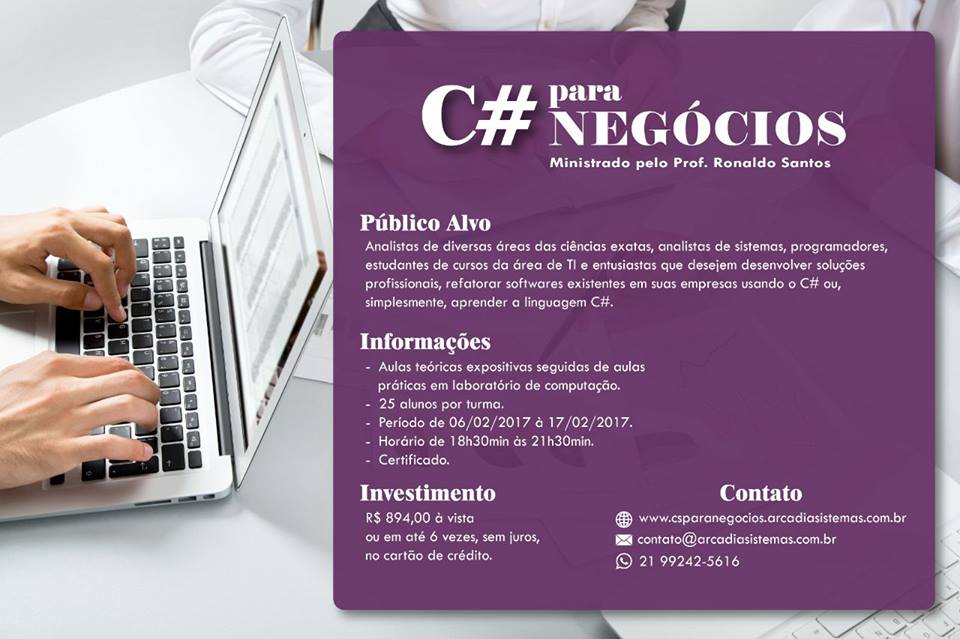 C# para
NEGÓCIOS
Ministrado pelo Prof. Ronaldo Santos
Público Alvo
Analistas de diversas áreas das ciências exatas, analistas de sistemas, programadores,
estudantes de cursos da área de TI e entusiastas que desejem desenvolver soluções
profissionais, refatorar softwares existentes em suas empresas usando o C# ou,
simplesmente, aprender a linguagem C#.
Informações
- Aulas teóricas expositivas seguidas de aulas
práticas em laboratório de computação.
- 25 alunos por turma.
- Período de 06/02/2017 à 17/02/2017.
- Horário de 18h30min às 21h30min.
- Certificado.
Investimento
R$ 894,00 à vista
ou em até 6 vezes, sem juros,
no cartão de crédito.
Contato
www.csparanegocios.arcadiasistemas.com.br
contato@arcadiasistemas.com.br
21 99242-5616